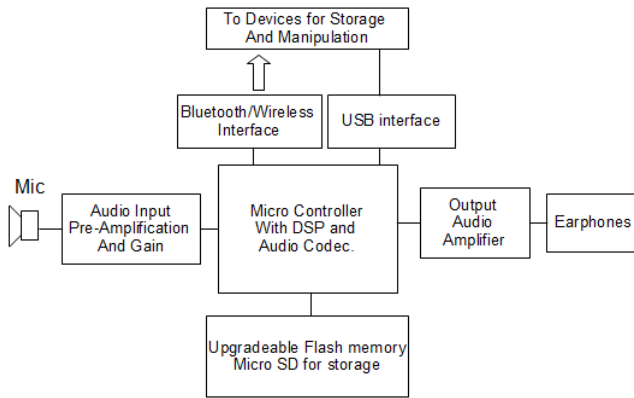 To Devices for Storage
And Manipulation
Bluetooth/Wireless
Interface
USB interface
Mic
Audio Input
Pre-Amplification
And Gain
Micro Controller
With DSP and
Audio Codec.
Output
Audio
Amplifier
Earphones
Upgradeable Flash memory
Micro SD for storage